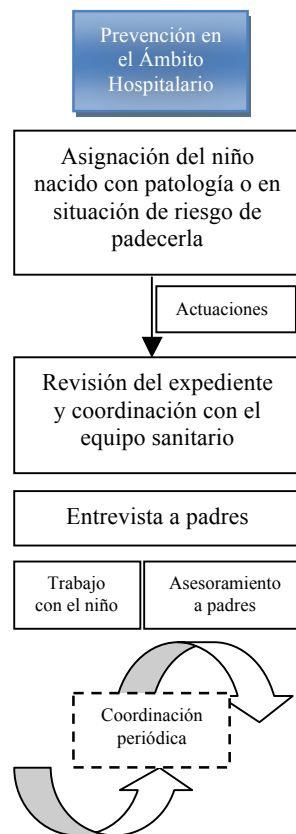 Prevención en
el Ámbito
Hospitalario
Asignación del niño
nacido con patología o en
situación de riesgo de
padecerla
Actuaciones
Revisión del expediente
y coordinación con el
equipo sanitario
Entrevista a padres
Trabajo
con el niño
Asesoramiento
a padres
Coordinación
periódica